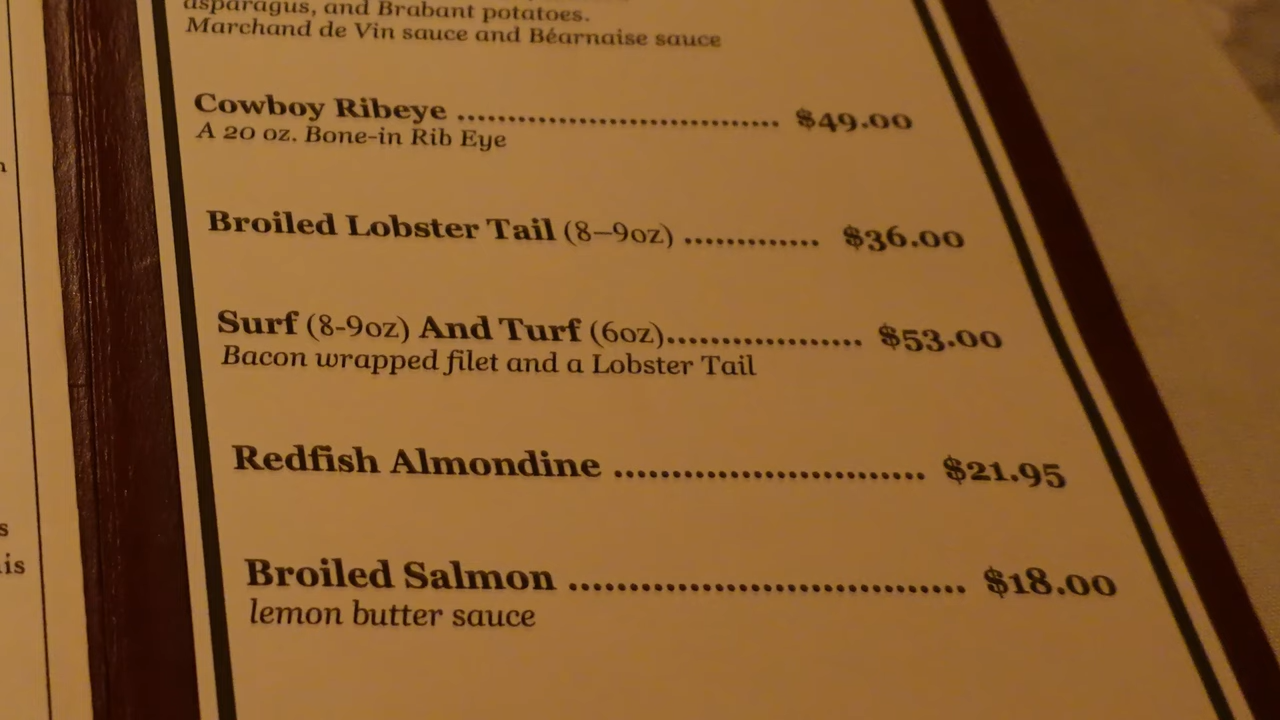 asparagus, and Brabant potatoes.
Marchand de Vin sauce and Béarnaise sauce
Cowboy Ribeye ................................ $49.00
A 20 oz. Bone-in Rib Eye
Broiled Lobster Tail (8–9oz) ............. $36.00
Surf (8-9oz) And Turf (6oz).................. $53.00
Bacon wrapped filet and a Lobster Tail
Redfish Almondine ........................... $21.95
Broiled Salmon ................................. $18.00
lemon butter sauce